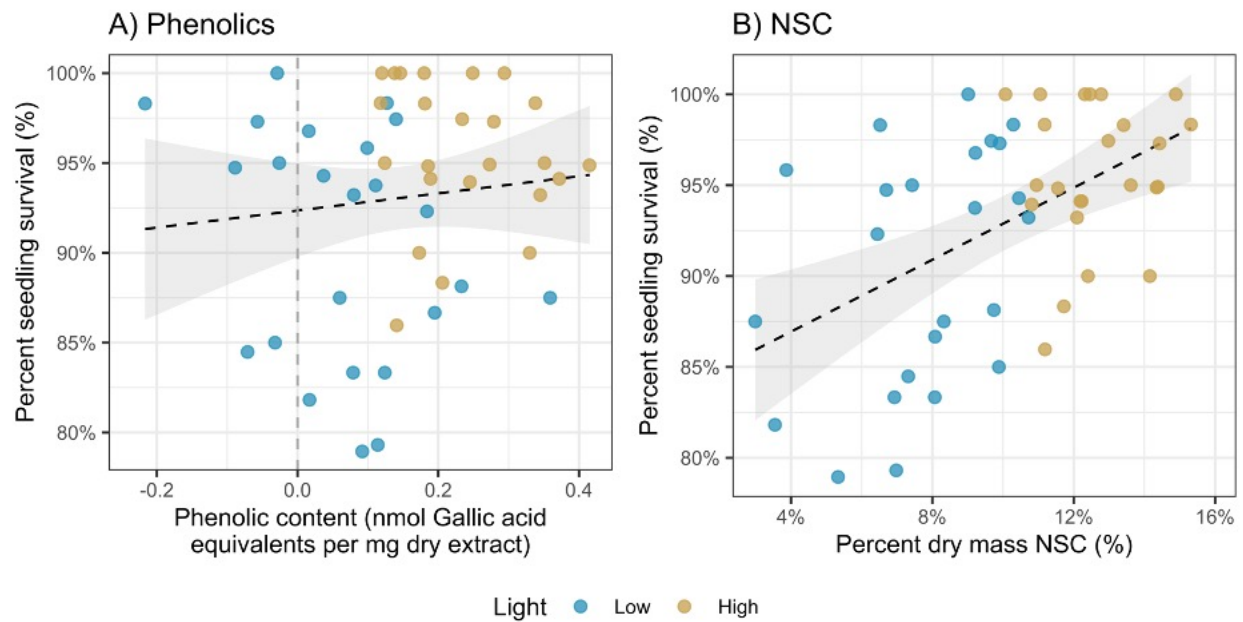 A) Phenolics
100%
95%
90%
85%
80%
Percent seedling survival (%)
-0.2 0.0 0.2 0.4
Phenolic content (nmol Gallic acid
equivalents per mg dry extract)
B) NSC
100%
95%
90%
85%
80%
Percent seedling survival (%)
4% 8% 12% 16%
Percent dry mass NSC (%)
Light Low High